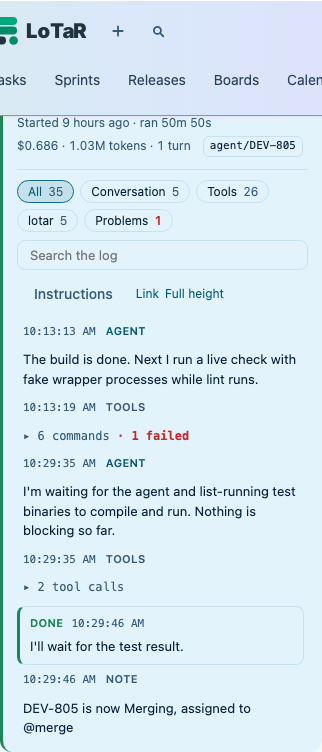 LoTaR +
asks Sprints Releases Boards Calen
Started 9 hours ago · ran 50m 50s
$0.686 · 1.03M tokens · 1 turn agent/DEV-805
All 35 Conversation 5 Tools 26
lotar 5 Problems 1
Search the log
Instructions Link Full height
10:13:13 AM AGENT
The build is done. Next I run a live check with
fake wrapper processes while lint runs.
10:13:19 AM TOOLS
▸ 6 commands · 1 failed
10:29:35 AM AGENT
I'm waiting for the agent and list-running test
binaries to compile and run. Nothing is
blocking so far.
10:29:35 AM TOOLS
▸ 2 tool calls
DONE 10:29:46 AM
I'll wait for the test result.
10:29:46 AM NOTE
DEV-805 is now Merging, assigned to
@merge